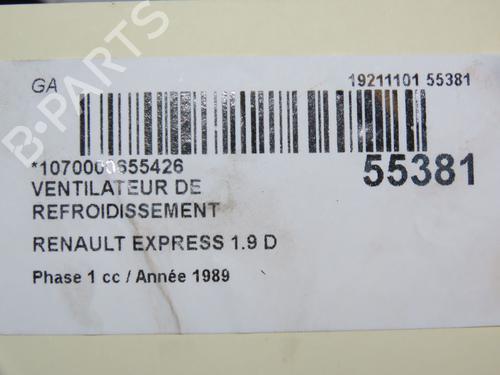 GA
19211101 55381
*1070000655426
55381
VENTILATEUR DE
REFROIDISSEMENT
RENAULT EXPRESS 1.9 D
Phase 1 cc / Année 1989
B-PARTS